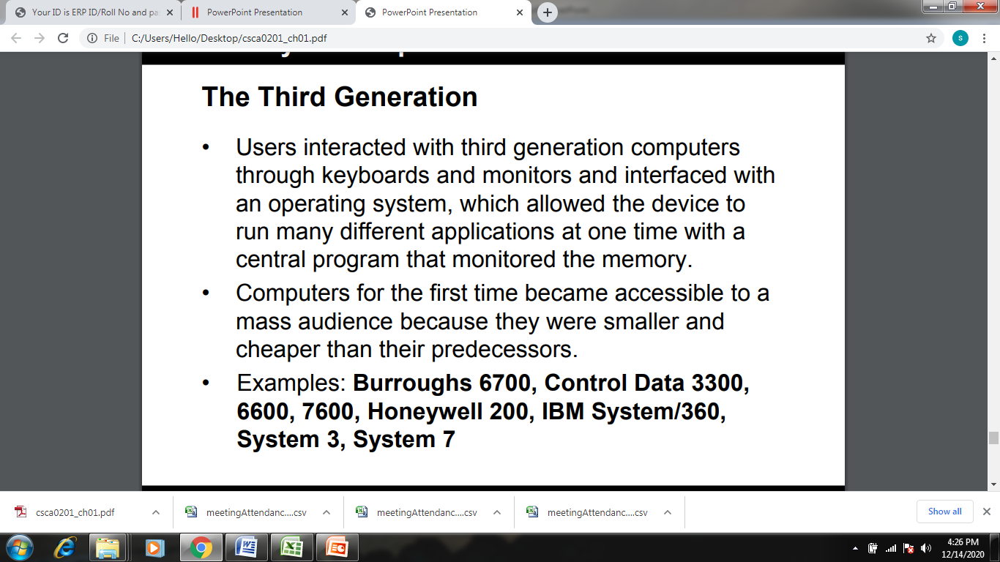 Your ID is ERP ID/Roll No and pa
PowerPoint Presentation
PowerPoint Presentation
File
C:/Users/Hello/Desktop/csca0201_ch01.pdf
s
The Third Generation
• Users interacted with third generation computers
through keyboards and monitors and interfaced with
an operating system, which allowed the device to
run many different applications at one time with a
central program that monitored the memory.
• Computers for the first time became accessible to a
mass audience because they were smaller and
cheaper than their predecessors.
• Examples: Burroughs 6700, Control Data 3300,
6600, 7600, Honeywell 200, IBM System/360,
System 3, System 7
csca0201_ch01.pdf
meetingAttendanc....csv
meetingAttendanc....csv
meetingAttendanc....csv
Show all
4:26 PM
12/14/2020